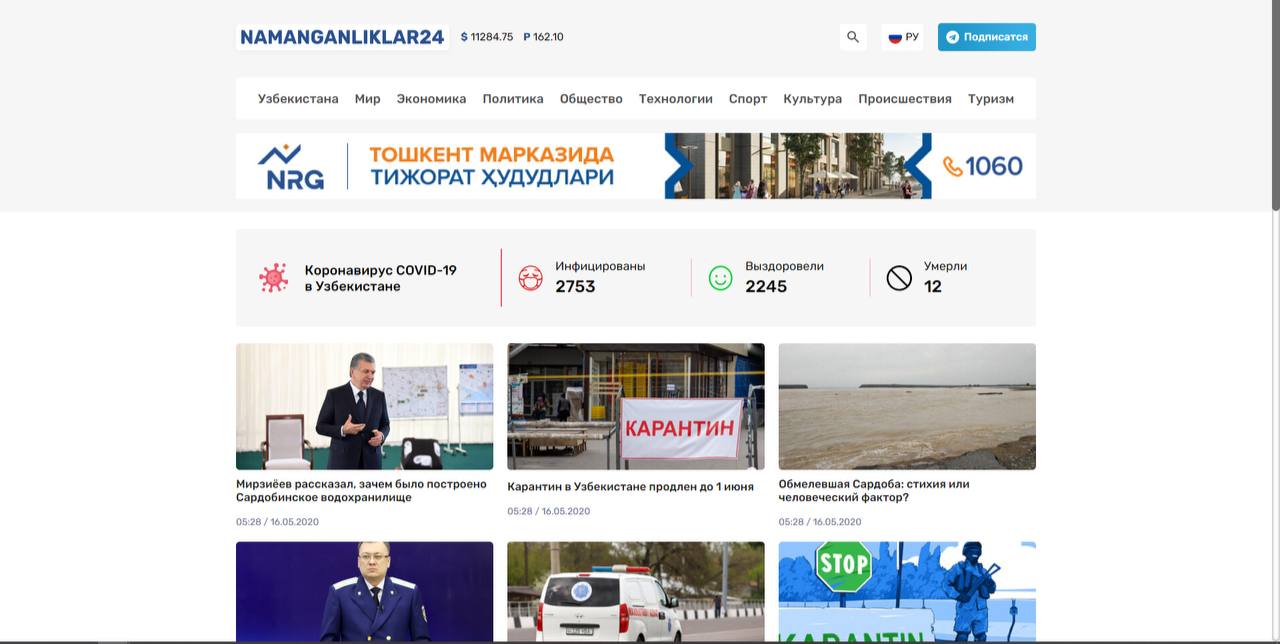 NAMANGANLIKLAR24 $ 11284.75 Р 162.10 РУ Подписатся
Узбекистана Мир Экономика Политика Общество Технологии Спорт Культура Происшествия Туризм
NRG ТОШКЕНТ МАРКАЗИДА
ТИЖОРАТ ҲУДУДЛАРИ 1060
Коронавирус COVID-19
в Узбекистане
Инфицированы
2753
Выздоровели
2245
Умерли
12
КАРАНТИН
Мирзиёев рассказал, зачем было построено
Сардобинское водохранилище
05:28 / 16.05.2020
Карантин в Узбекистане продлен до 1 июня
05:28 / 16.05.2020
Обмелевшая Сардоба: стихия или
человеческий фактор?
05:28 / 16.05.2020
STOP
KARANTIN